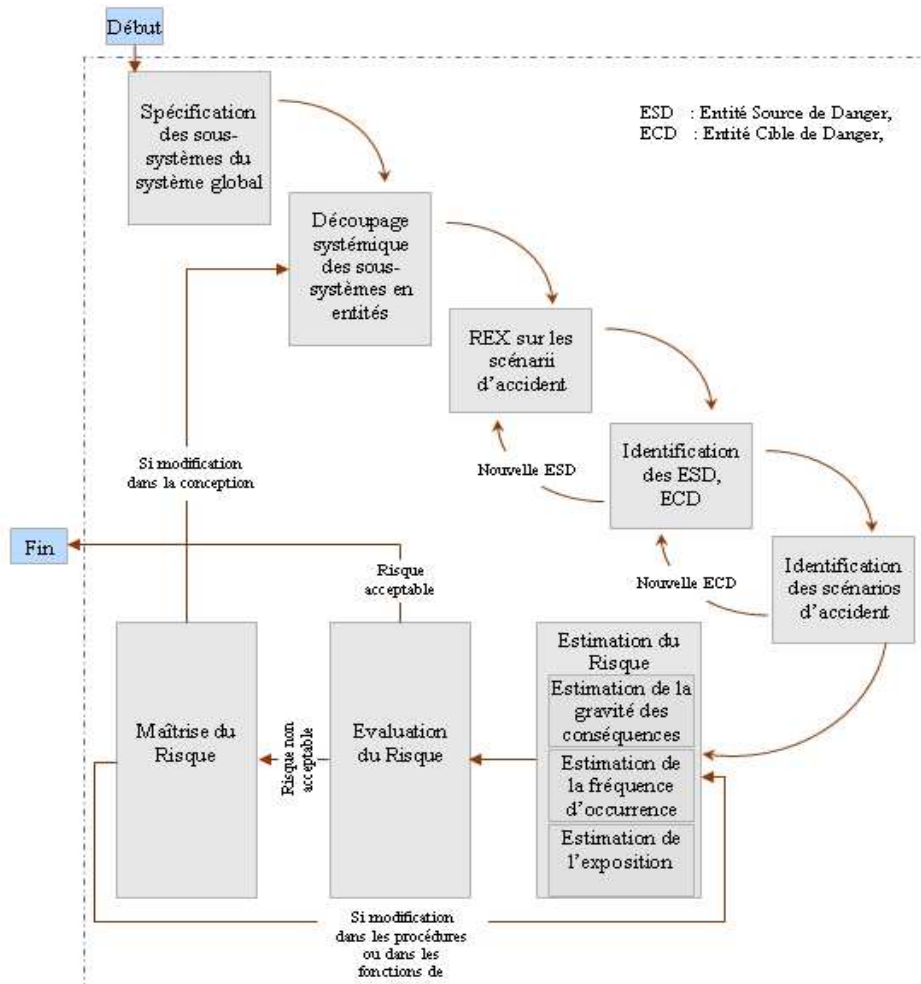 Début
Spécification
des sous-
systèmes du
système global
ESD : Entité Source de Danger,
ECD : Entité Cible de Danger,
Découpage
systémique
des sous-
systèmes en
entités
REX sur les
scénarii
d'accident
Nouvelle ESD
Identification
des ESD,
ECD
Si modification
dans la conception
Fin
Risque
acceptable
Nouvelle ECD
Identification
des scénarios
d'accident
Maîtrise du
Risque
Risque non
acceptable
Evaluation
du Risque
Estimation du
Risque
Estimation de la
gravité des
conséquences
Estimation de
la fréquence
d'occurrence
Estimation de
l'exposition
Si modification
dans les procédures
ou dans les
fonctions de